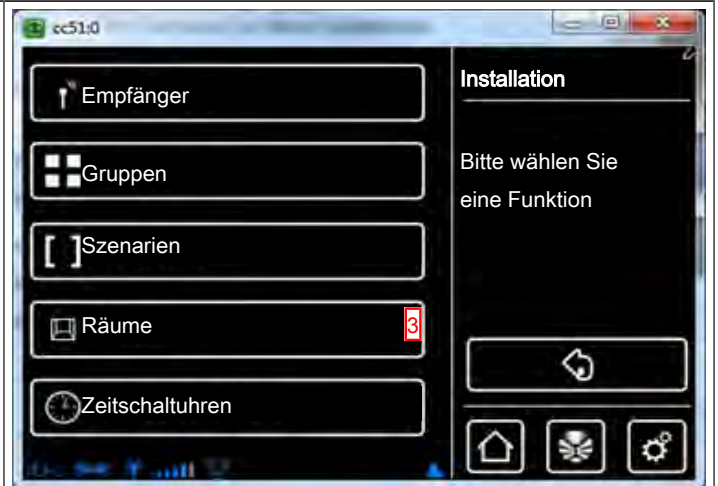 cc51:0
Empfänger
Gruppen
Szenarien
Räume 3
Zeitschaltuhren
Installation
Bitte wählen Sie
eine Funktion